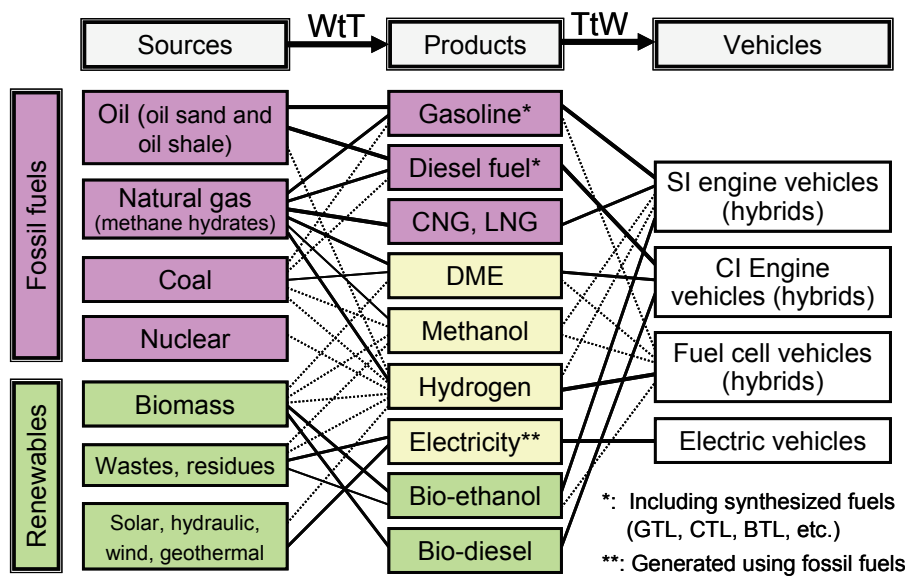 Sources
WtT
Products
TtW
Vehicles
Fossil fuels
Oil (oil sand and
oil shale)
Natural gas
(methane hydrates)
Coal
Nuclear
Renewables
Biomass
Wastes, residues
Solar, hydraulic,
wind, geothermal
Gasoline*
Diesel fuel*
CNG, LNG
DME
Methanol
Hydrogen
Electricity**
Bio-ethanol
Bio-diesel
SI engine vehicles
(hybrids)
CI Engine
vehicles (hybrids)
Fuel cell vehicles
(hybrids)
Electric vehicles
*: Including synthesized fuels
(GTL, CTL, BTL, etc.)
**: Generated using fossil fuels